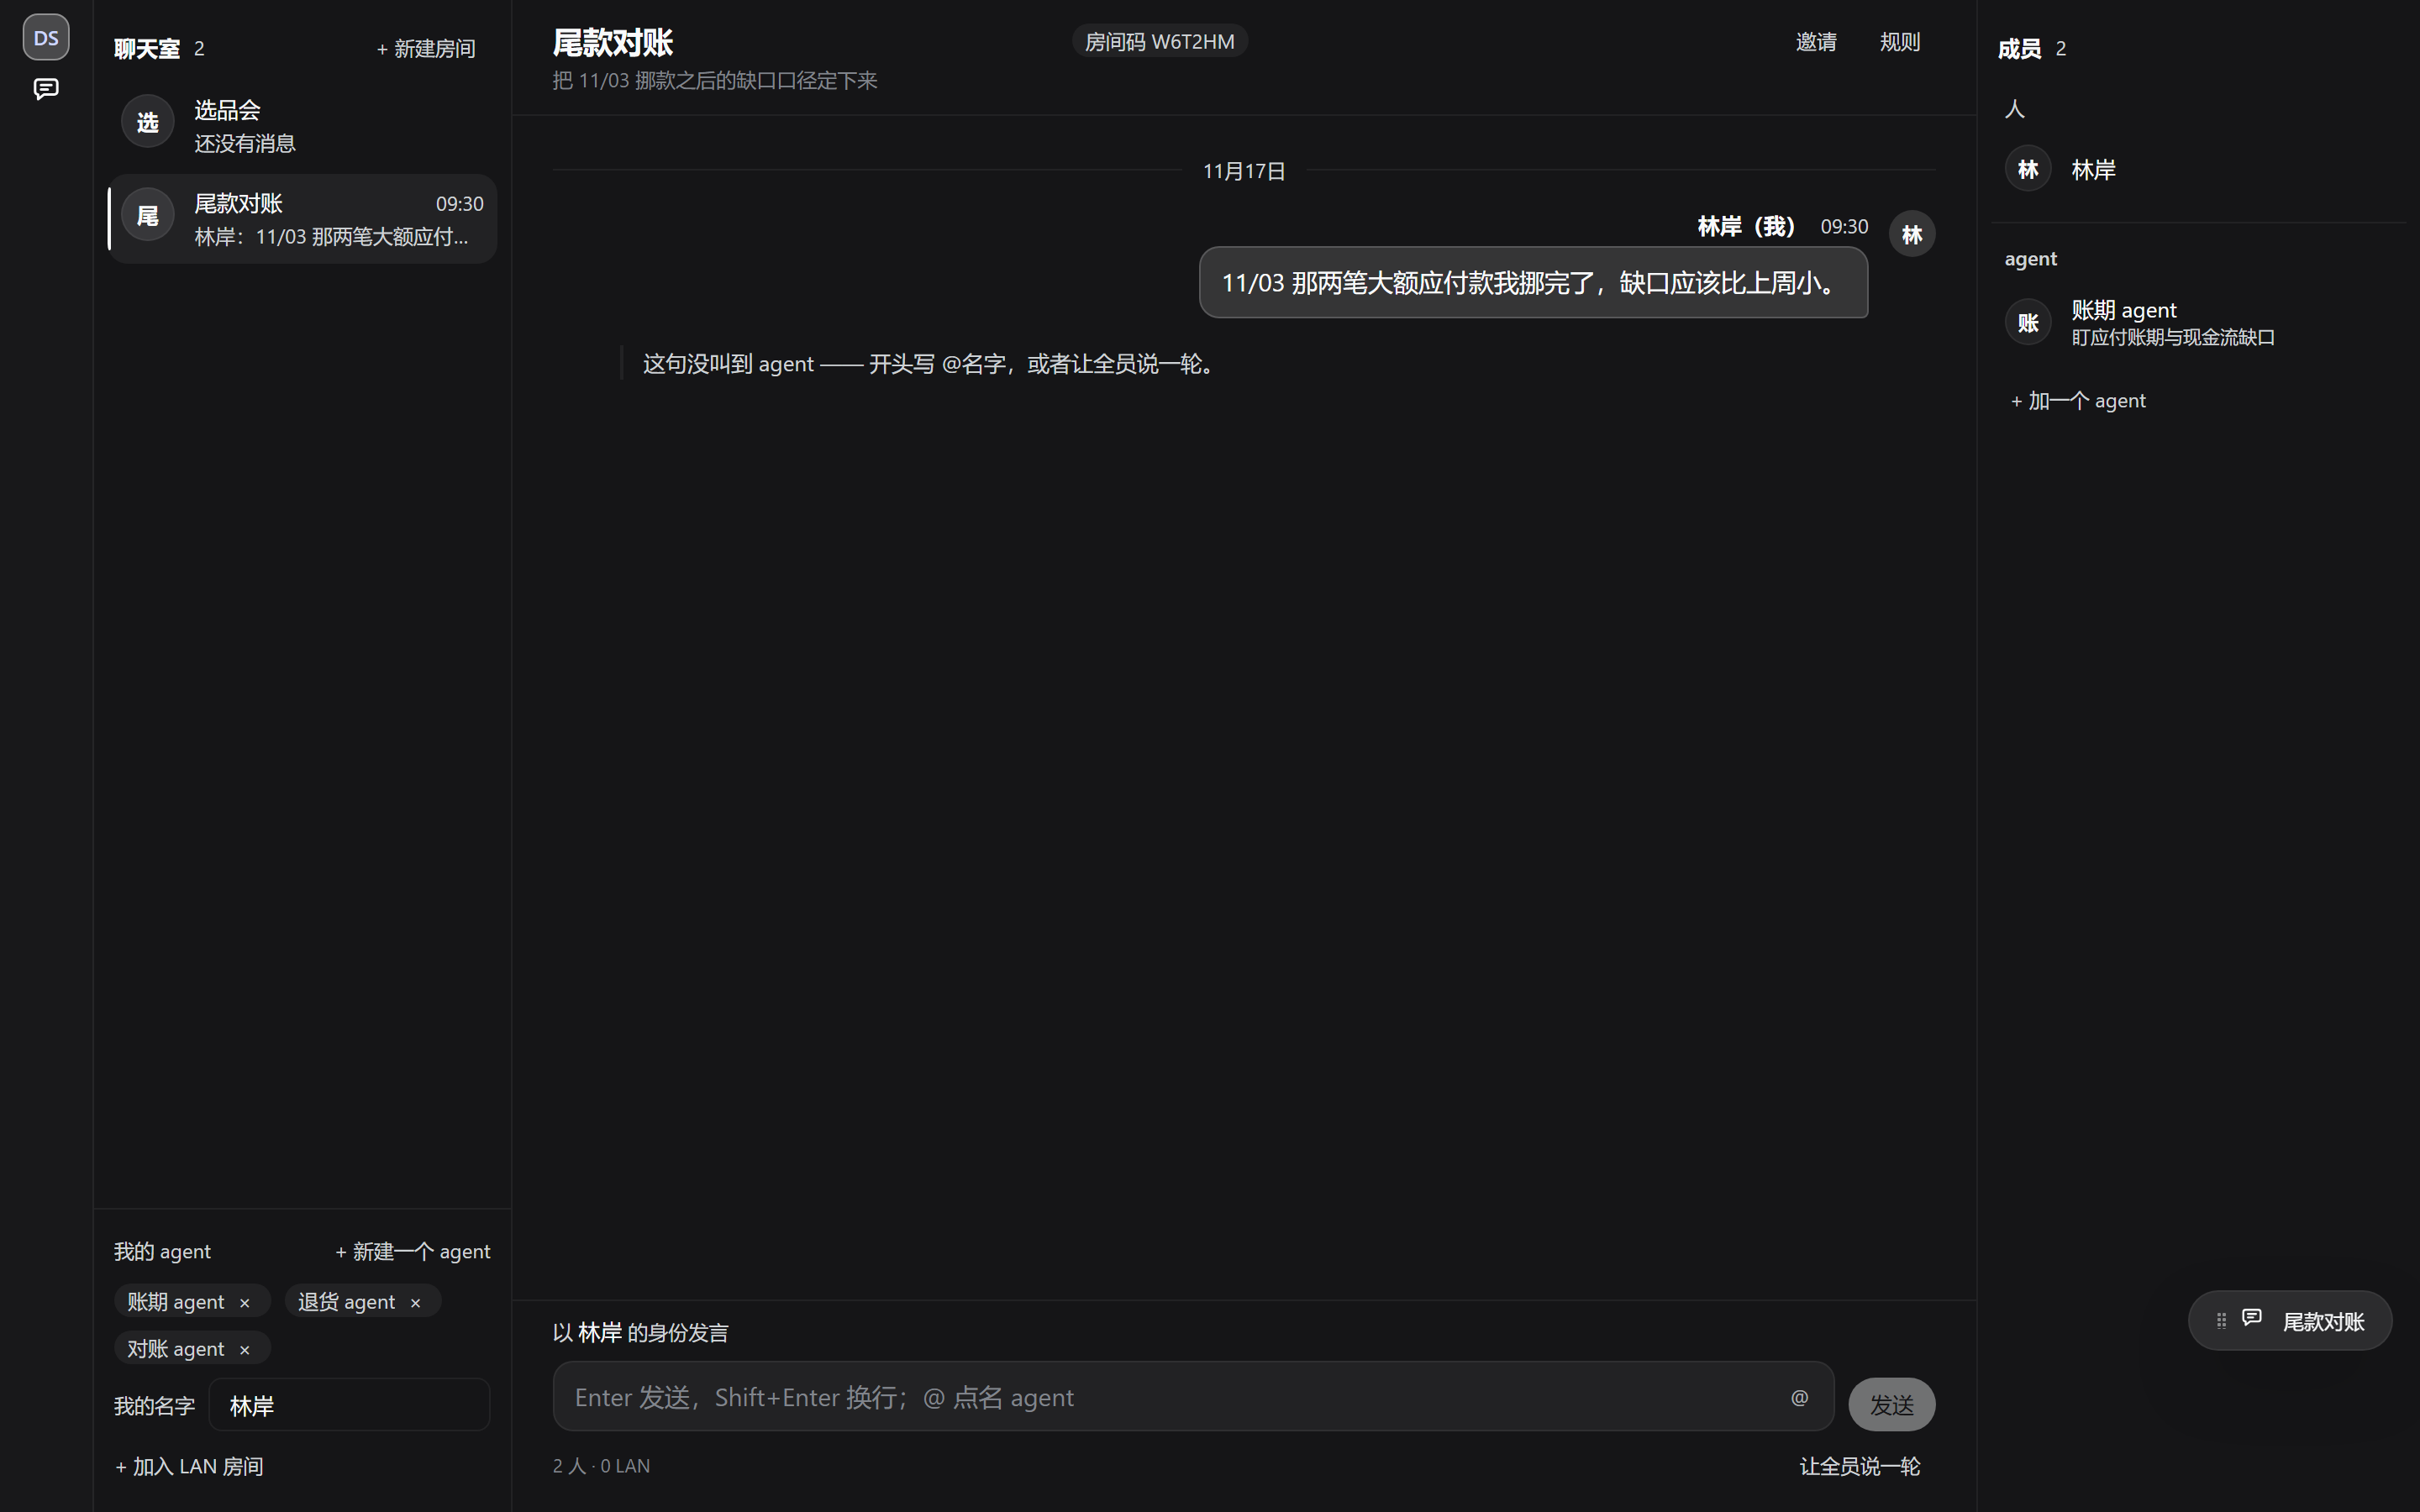 DS
聊天室 2
+ 新建房间
选
选品会
还没有消息
尾
尾款对账
09:30
林岸：11/03 那两笔大额应付...
我的 agent
+ 新建一个 agent
账期 agent ×
退货 agent ×
对账 agent ×
我的名字
林岸
+ 加入 LAN 房间
尾款对账
房间码 W6T2HM
邀请
规则
把 11/03 挪款之后的缺口口径定下来
11月17日
林岸（我） 09:30
林
11/03 那两笔大额应付款我挪完了，缺口应该比上周小。
这句没叫到 agent —— 开头写 @名字，或者让全员说一轮。
以 林岸 的身份发言
Enter 发送，Shift+Enter 换行；@ 点名 agent
@
发送
2 人 · 0 LAN
让全员说一轮
成员 2
人
林
林岸
agent
账
账期 agent
盯应付账期与现金流缺口
+ 加一个 agent
尾款对账